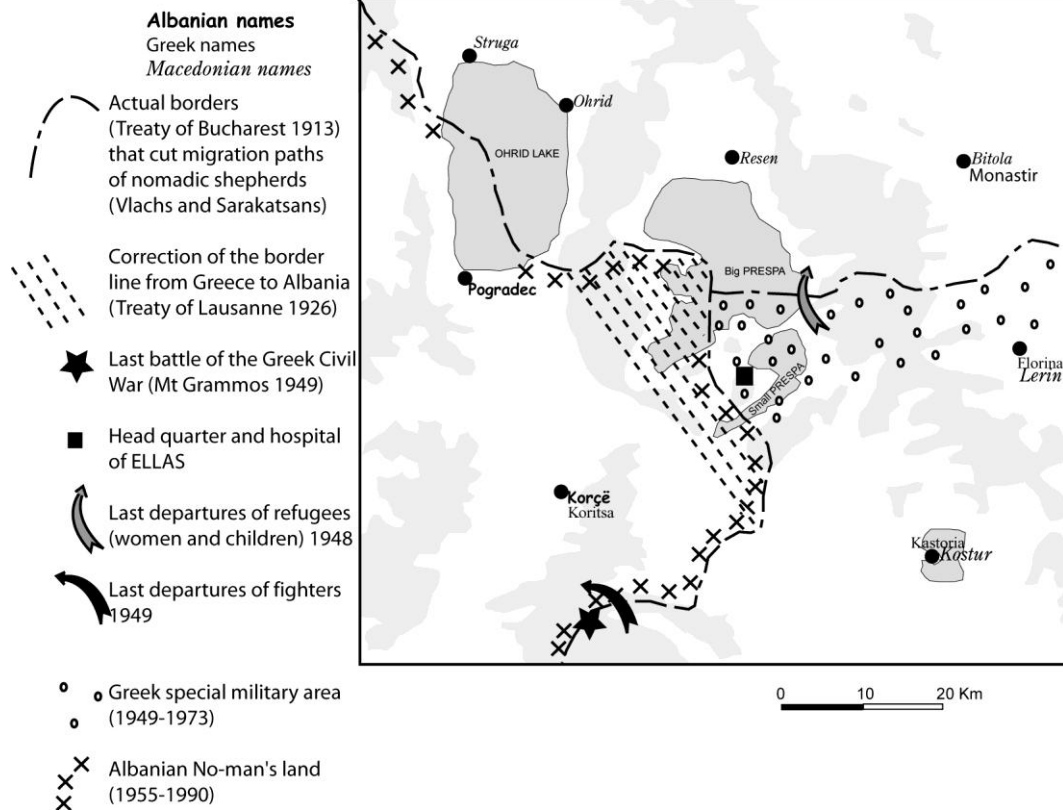 Albanian names
Greek names
Macedonian names
Actual borders
(Treaty of Bucharest 1913)
that cut migration paths
of nomadic shepherds
(Vlachs and Sarakatsans)
Correction of the border
line from Greece to Albania
(Treaty of Lausanne 1926)
Last battle of the Greek Civil
War (Mt Grammos 1949)
Head quarter and hospital
of ELLAS
Last departures of refugees
(women and children) 1948
Last departures of fighters
1949
Greek special military area
(1949-1973)
Albanian No-man's land
(1955-1990)
Struga
Ohrid
OHRID LAKE
Resen
Bitola
Monastir
Big PRESPA
Pogradec
Florina
Lerin
Small PRESPA
Korçë
Koritsa
Kastoria
Kostur
0 10 20 Km